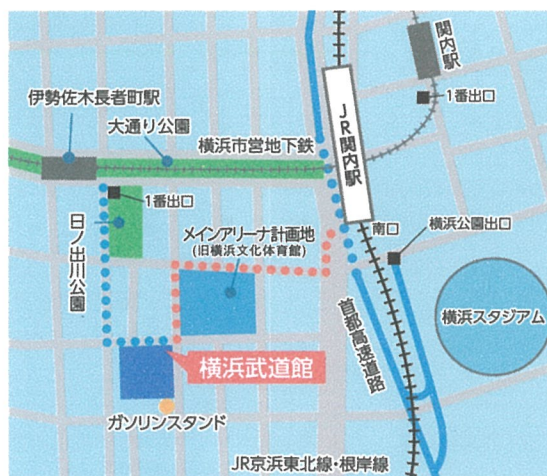 関内駅
1番出口
伊勢佐木長者町駅
大通り公園
横浜市営地下鉄
JR関内駅
1番出口
日ノ出川公園
メインアリーナ計画地
(旧横浜文化体育館)
南口
横浜公園出口
首都高速道路
横浜スタジアム
横浜武道館
ガソリンスタンド
JR京浜東北線・根岸線